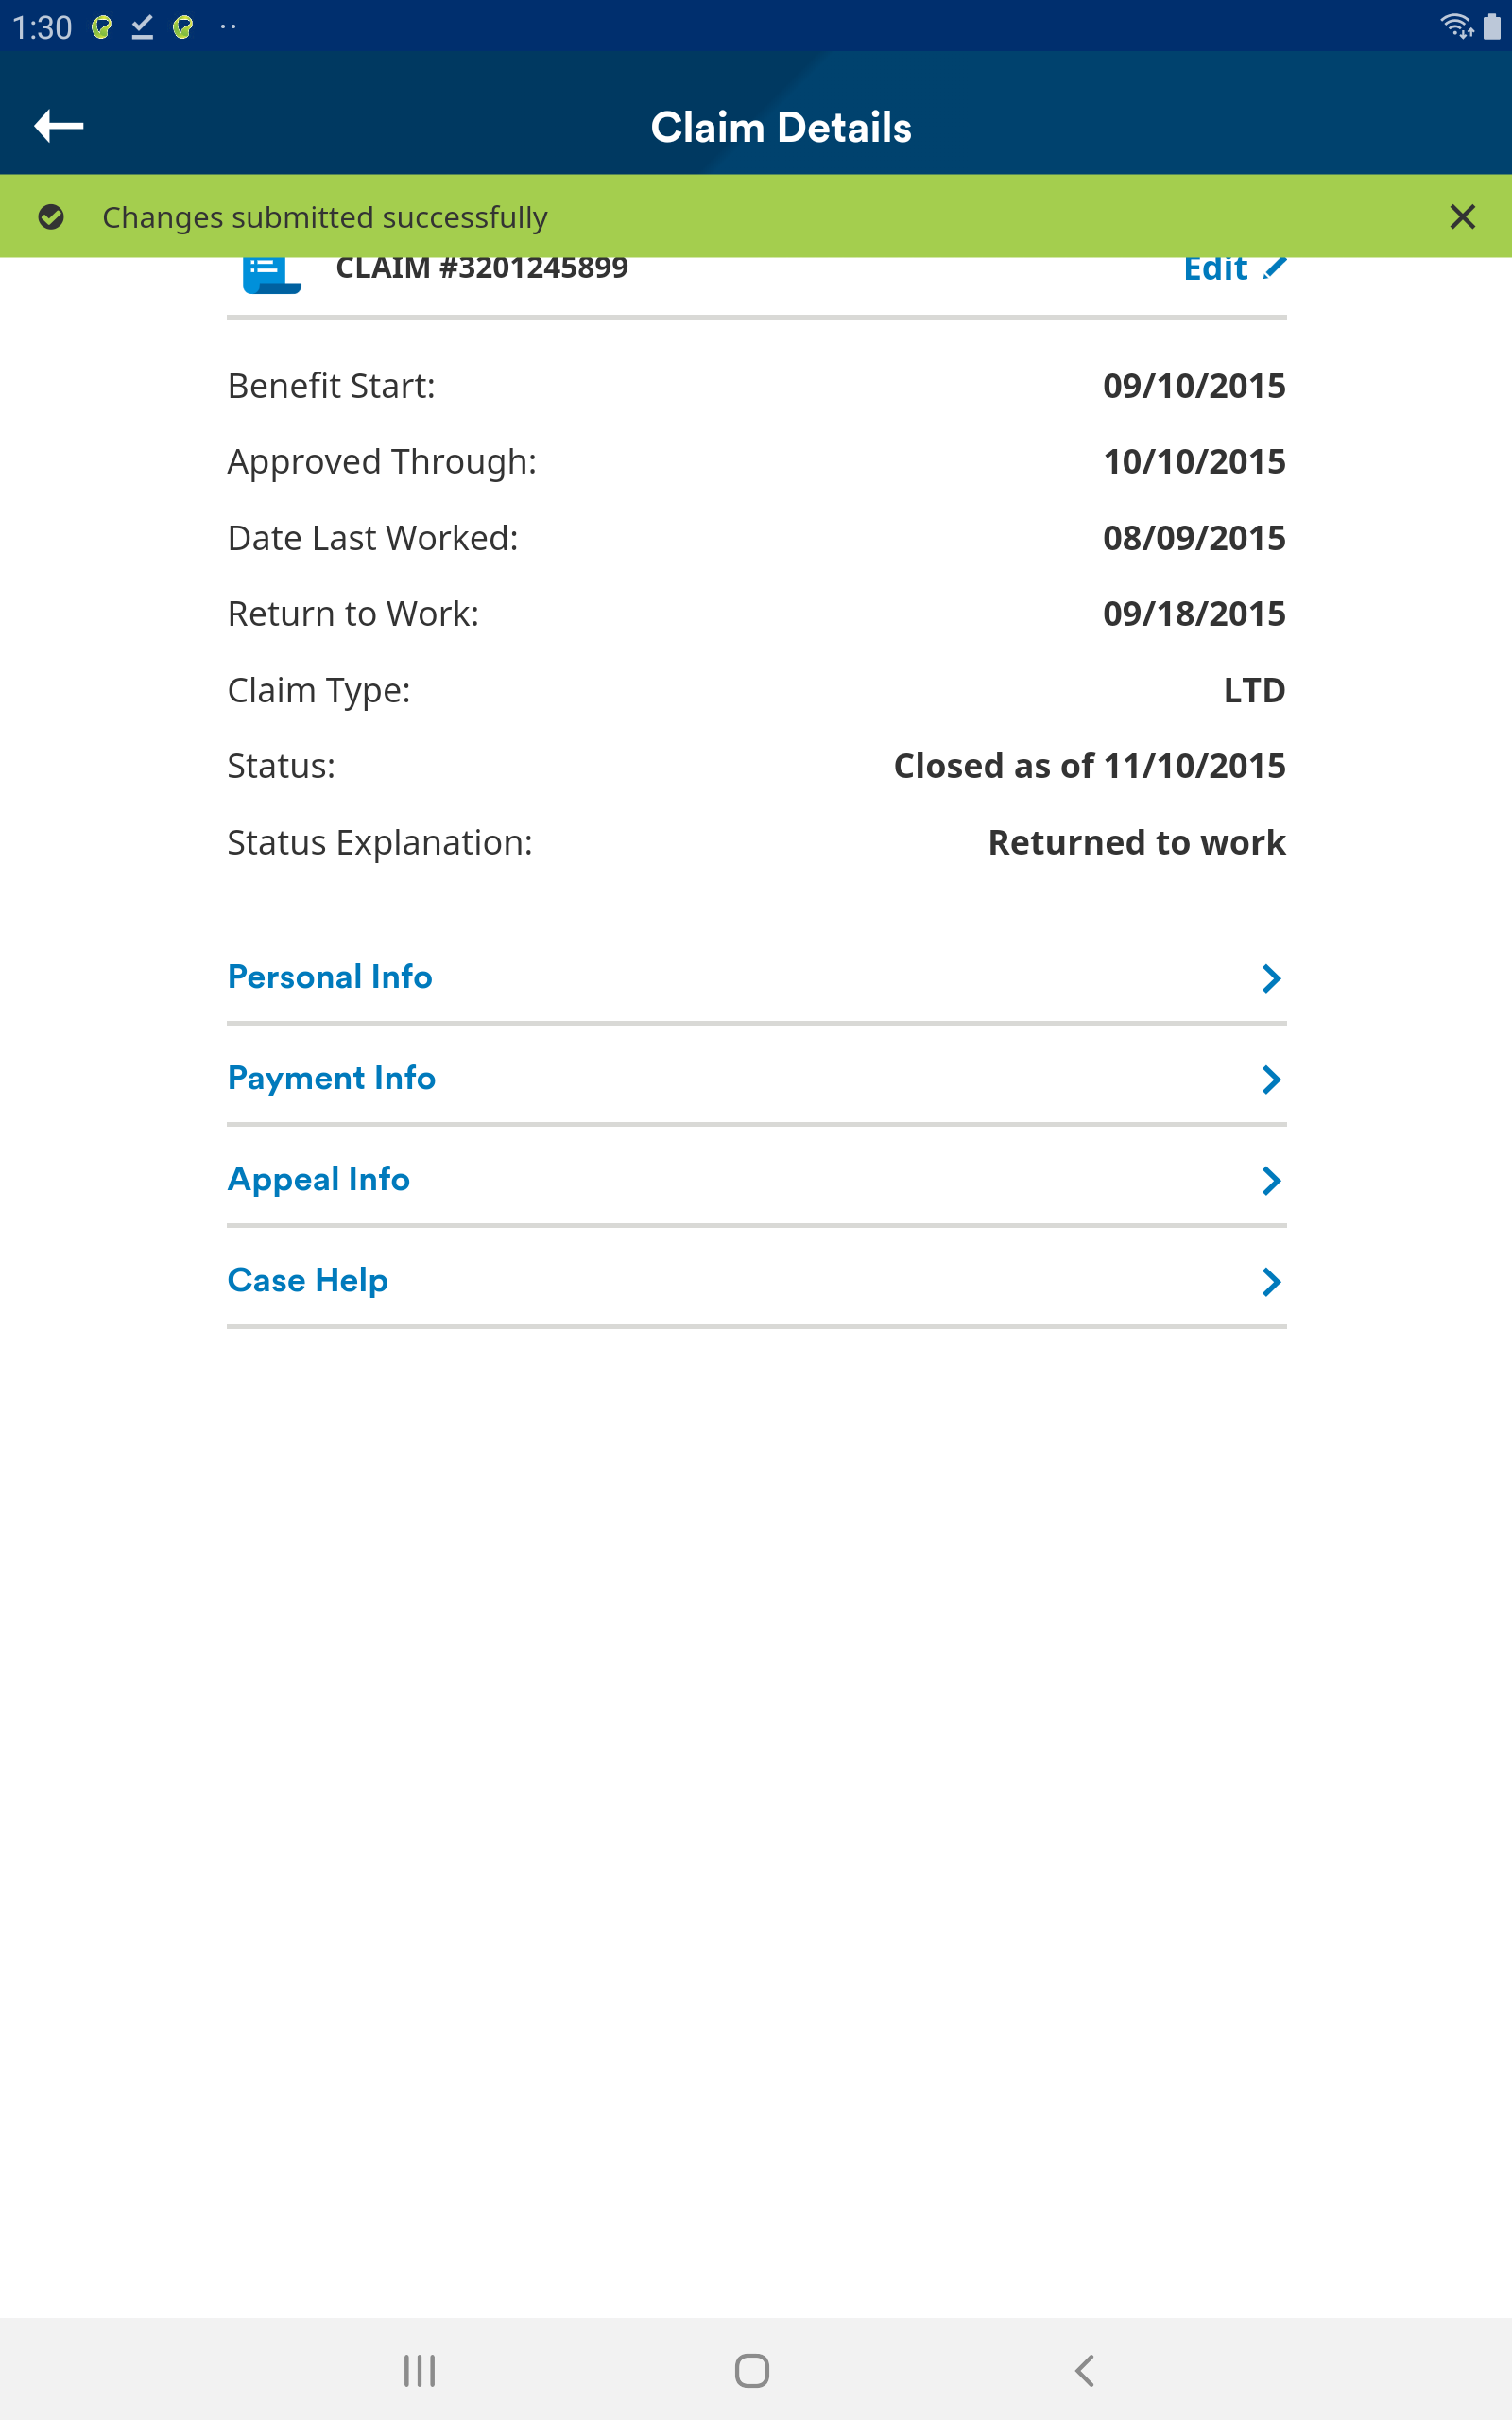 1:30
Claim Details
Changes submitted successfully
CLAIM #3201245899
Edit
Benefit Start: 09/10/2015
Approved Through: 10/10/2015
Date Last Worked: 08/09/2015
Return to Work: 09/18/2015
Claim Type: LTD
Status: Closed as of 11/10/2015
Status Explanation: Returned to work
Personal Info
Payment Info
Appeal Info
Case Help